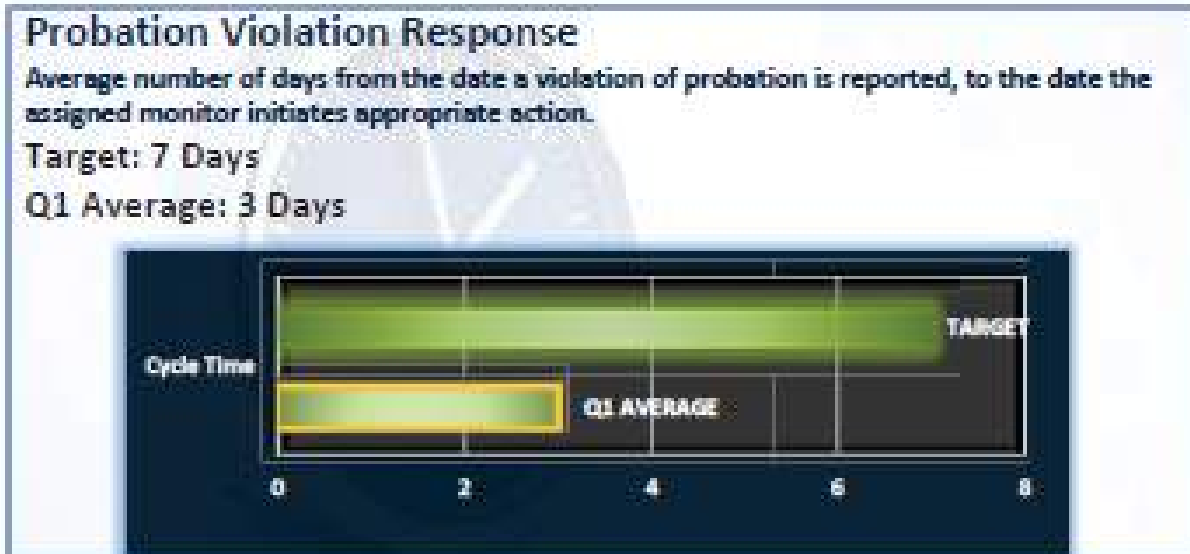 Probation Violation Response
Average number of days from the date a violation of probation is reported, to the date the
assigned monitor initiates appropriate action.
Target: 7 Days
Q1 Average: 3 Days
TARGET
Cycle Time
Q1 AVERAGE
0 2 4 6 8